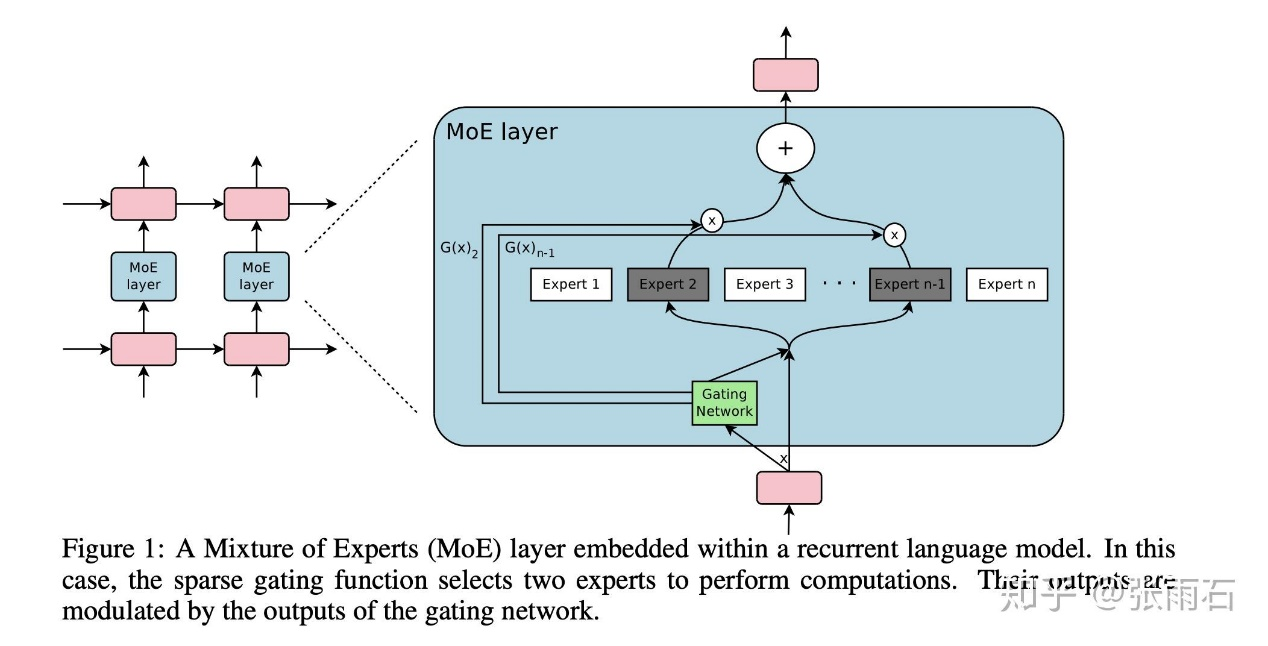 MoE layer
+
x
x
G(x)2
G(x)n-1
MoE
layer
MoE
layer
Expert 1
Expert 2
Expert 3
. . .
Expert n-1
Expert n
Gating
Network
x
Figure 1: A Mixture of Experts (MoE) layer embedded within a recurrent language model. In this
case, the sparse gating function selects two experts to perform computations. Their outputs are
modulated by the outputs of the gating network.
知乎 @张雨石